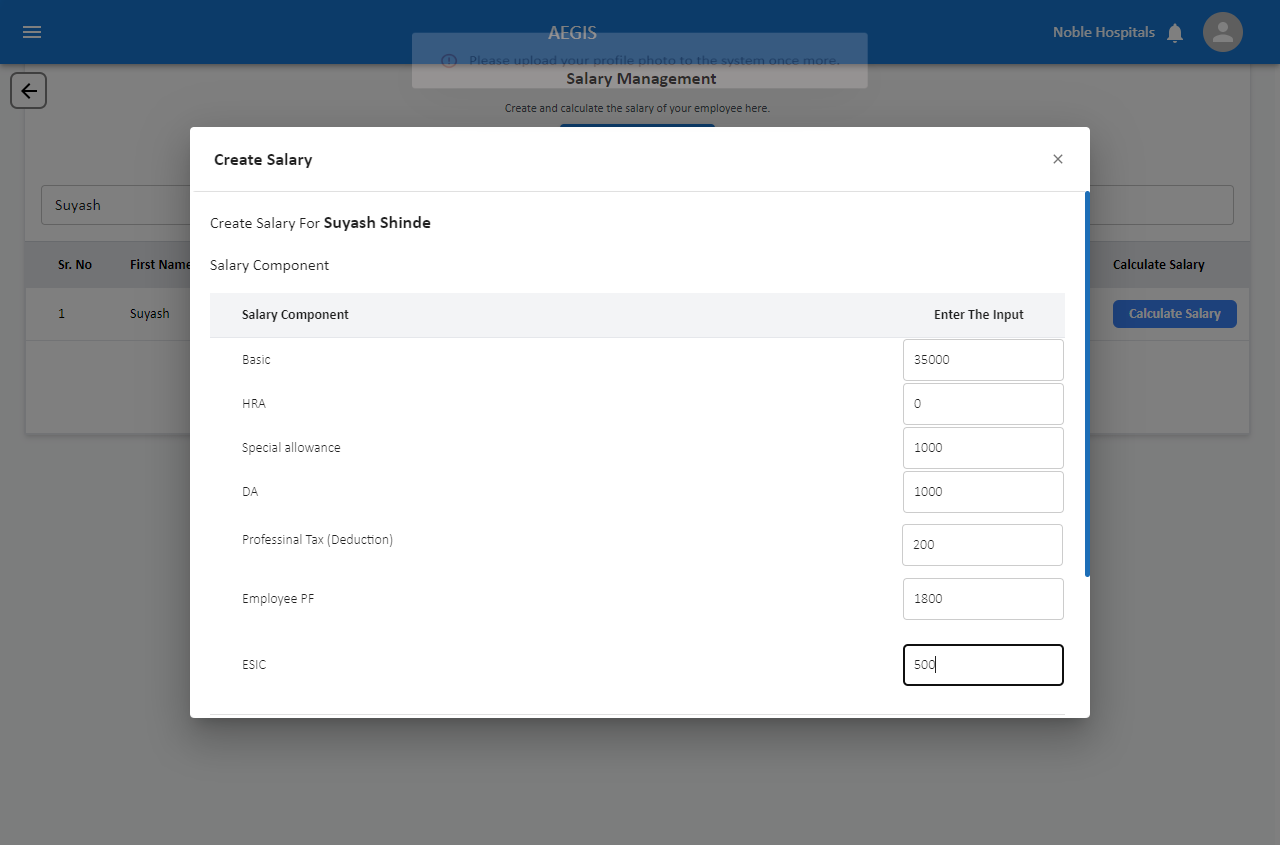 AEGIS
Noble Hospitals
Please upload your profile photo to the system once more.
Salary Management
Create and calculate the salary of your employee here.
Create Salary
Suyash
Create Salary For Suyash Shinde
Sr. No First Name Calculate Salary
Salary Component
1 Suyash Calculate Salary
Salary Component Enter The Input
Basic 35000
HRA 0
Special allowance 1000
DA 1000
Professinal Tax (Deduction) 200
Employee PF 1800
ESIC 500